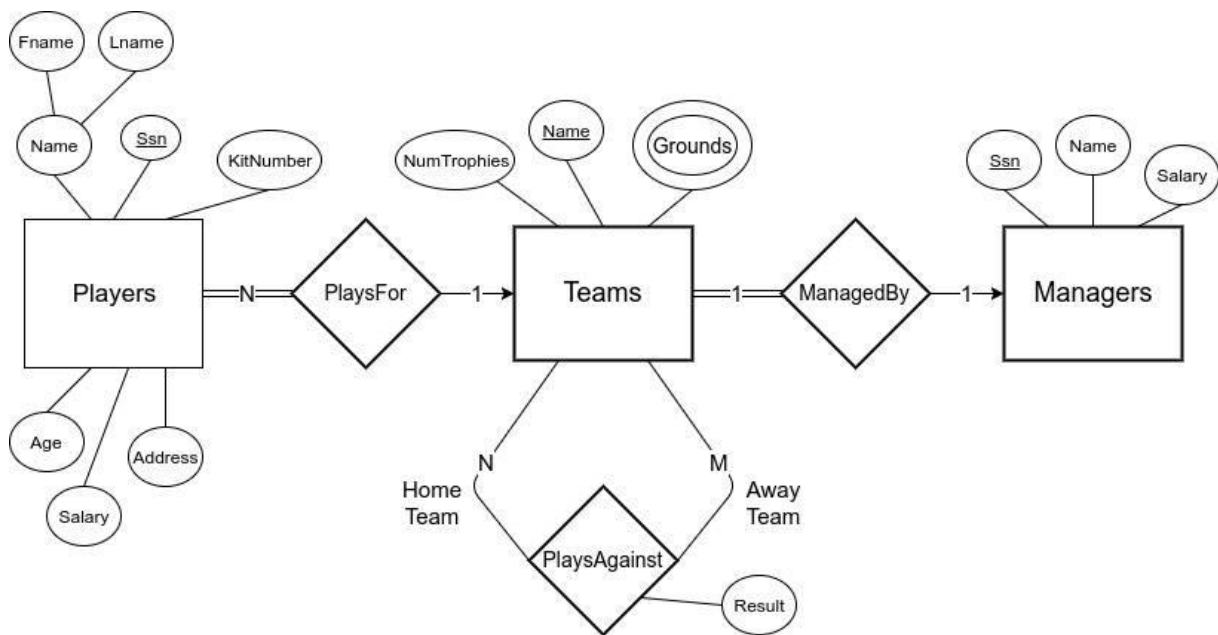 Fname
Lname
Name
Ssn
KitNumber
NumTrophies
Name
Grounds
Ssn
Name
Salary
Players
N
PlaysFor
1
Teams
1
ManagedBy
1
Managers
Age
Salary
Address
N
M
Home
Team
Away
Team
PlaysAgainst
Result